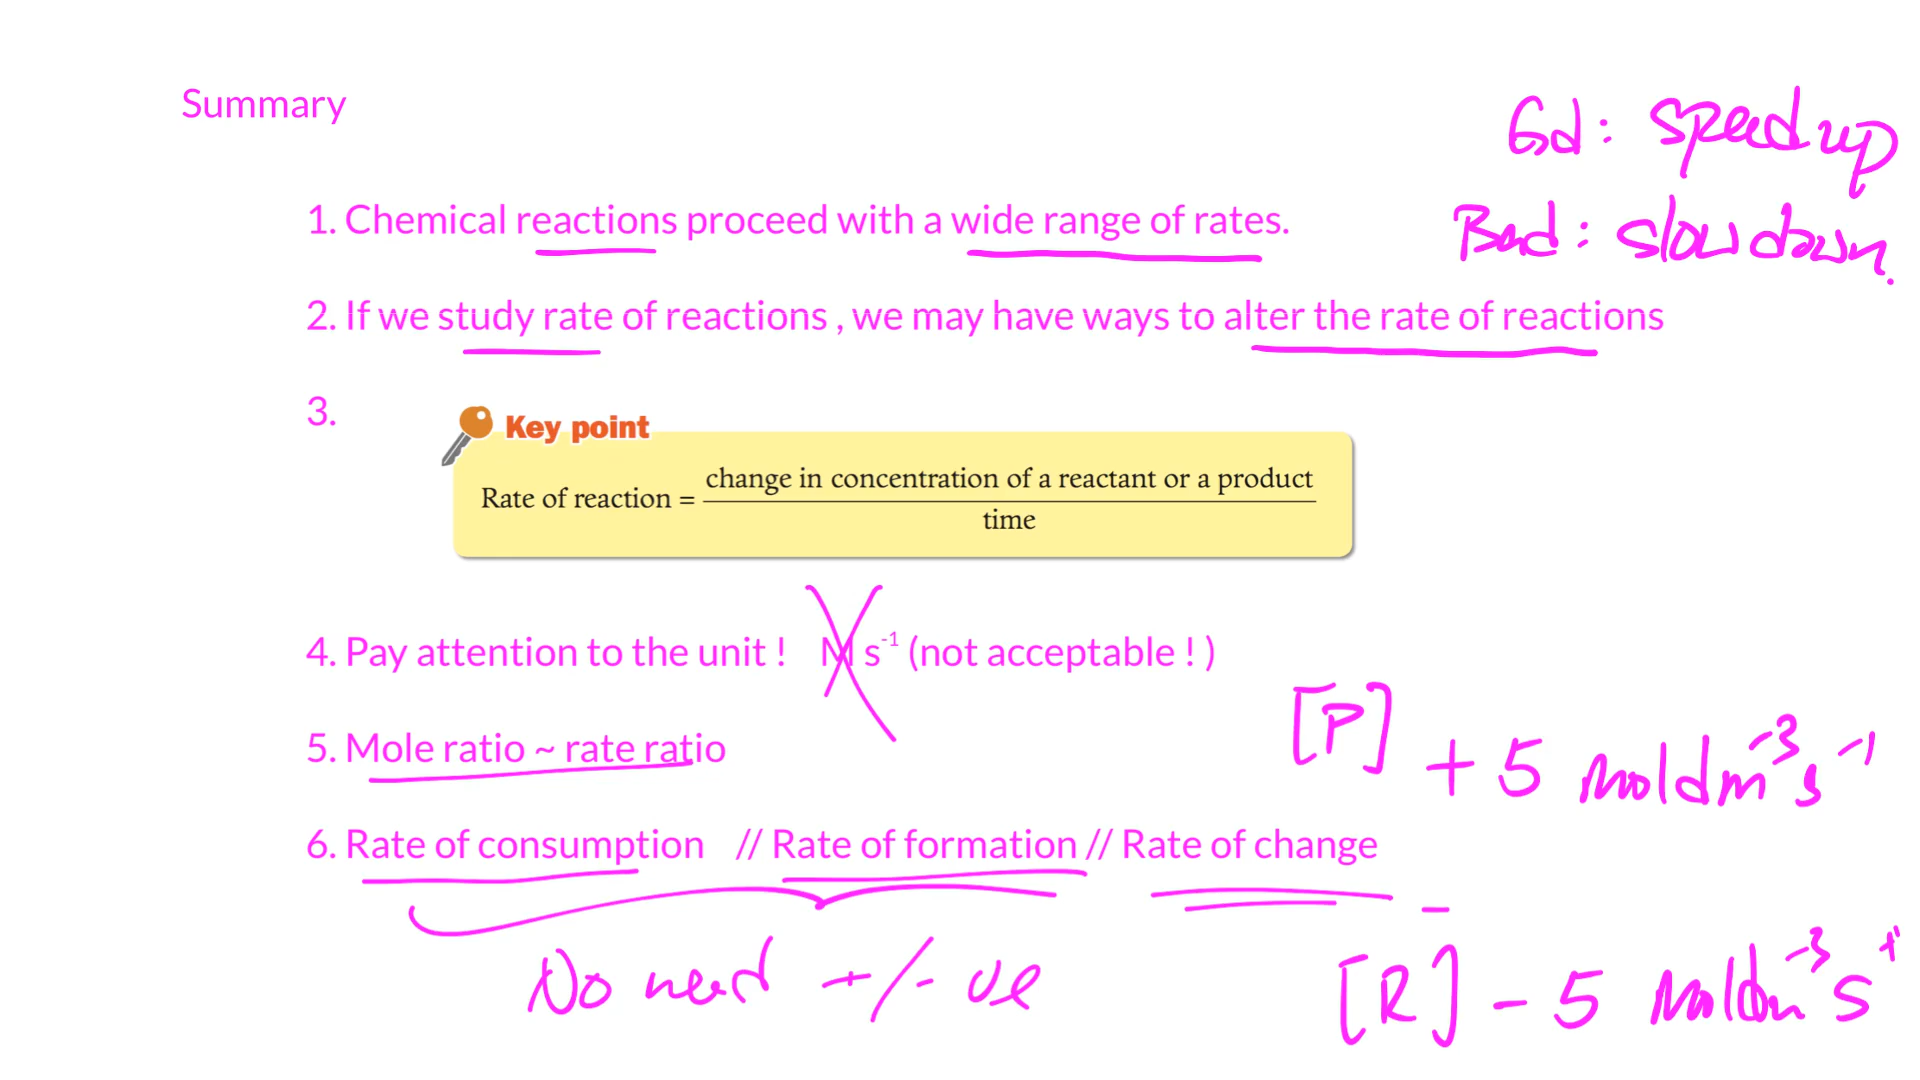 Summary
Gd : speed up
1. Chemical reactions proceed with a wide range of rates.
Bad : slow down.
2. If we study rate of reactions , we may have ways to alter the rate of reactions
3.
Key point
Rate of reaction = change in concentration of a reactant or a product
time
4. Pay attention to the unit ! M s⁻¹ (not acceptable ! )
[P] + 5 moldm⁻³s⁻¹
5. Mole ratio ~ rate ratio
6. Rate of consumption // Rate of formation // Rate of change
No need +/- ve
[R] - 5 moldm⁻³s⁻¹